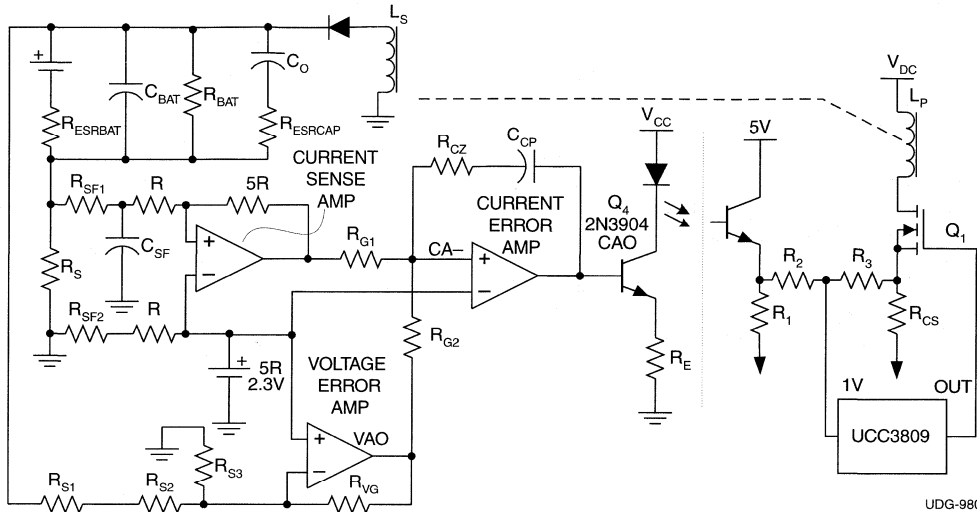 L_S
V_DC
L_P
+
C_BAT
R_BAT
C_O
R_ESRBAT
R_ESRCAP
V_CC
5V
CURRENT
SENSE
AMP
R_CZ
C_CP
R_SF1
R
5R
CURRENT
ERROR
AMP
Q_4
2N3904
CAO
Q_1
C_SF
R_S
R_G1
CA–
+
–
+
–
R_2
R_3
R_SF2
R
R_1
R_CS
R_G2
+
5R
2.3V
VOLTAGE
ERROR
AMP
R_E
1V
OUT
UCC3809
VAO
+
–
R_S3
R_S1
R_S2
R_VG
UDG-980